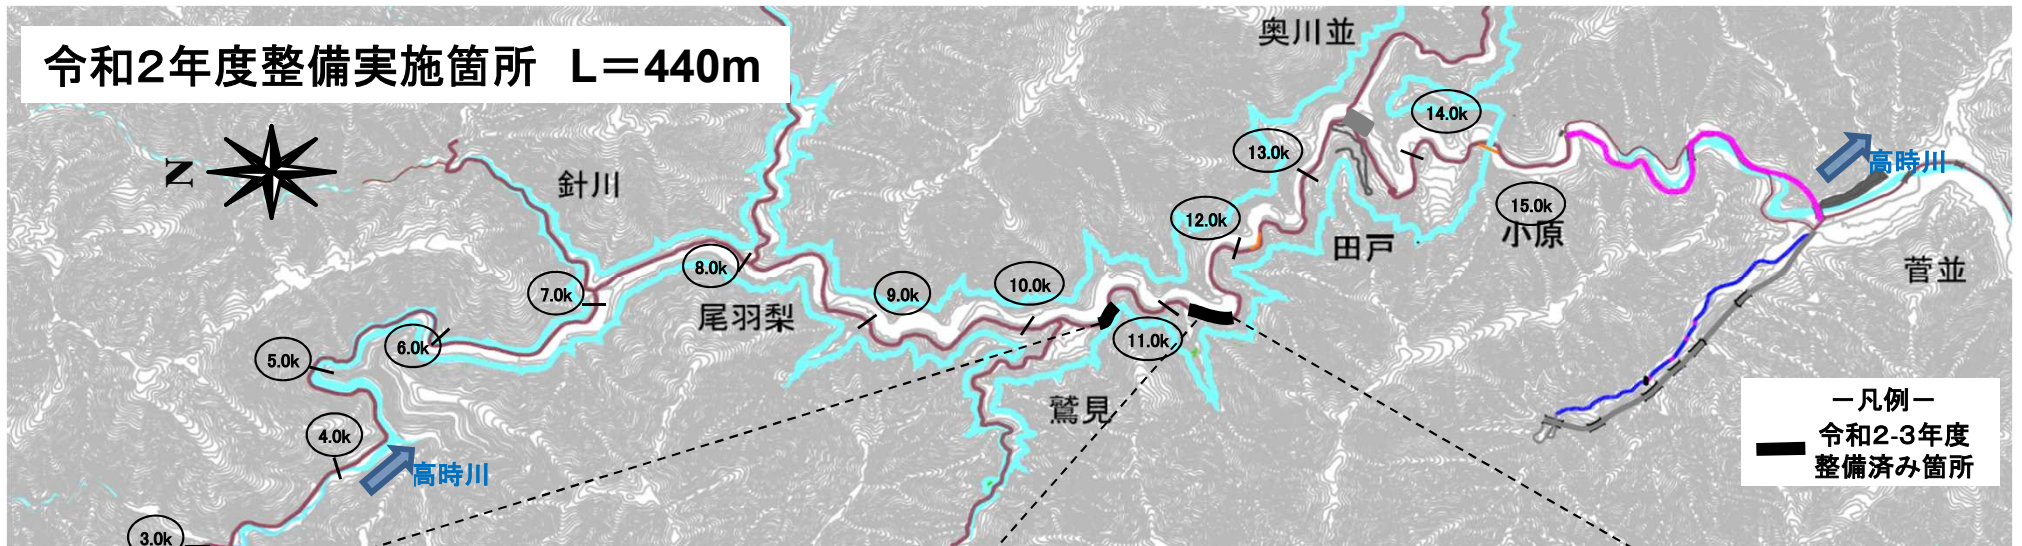 令和２年度整備実施箇所　L＝440m
奥川並
14.0k
13.0k
高時川
N
針川
15.0k
小原
12.0k
田戸
8.0k
菅並
7.0k
9.0k
10.0k
尾羽梨
11.0k
6.0k
5.0k
鷲見
4.0k
高時川
3.0k
－凡例－
令和２-３年度
整備済み箇所